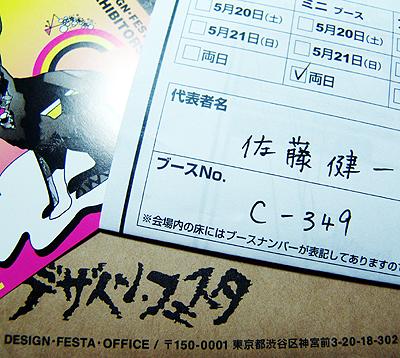 DESIGN・FESTA
EXHIBITOR
ミニ ブース
5月20日(土)
5月20日(土)
5月21日(日)
5月21日(日)
両日
両日
代表者名
佐藤健一
ブースNo.
C-349
※会場内の床にはブースナンバーが表記してありますので
デザイン・フェスタ
DESIGN・FESTA・OFFICE / 〒150-0001 東京都渋谷区神宮前3-20-18-302